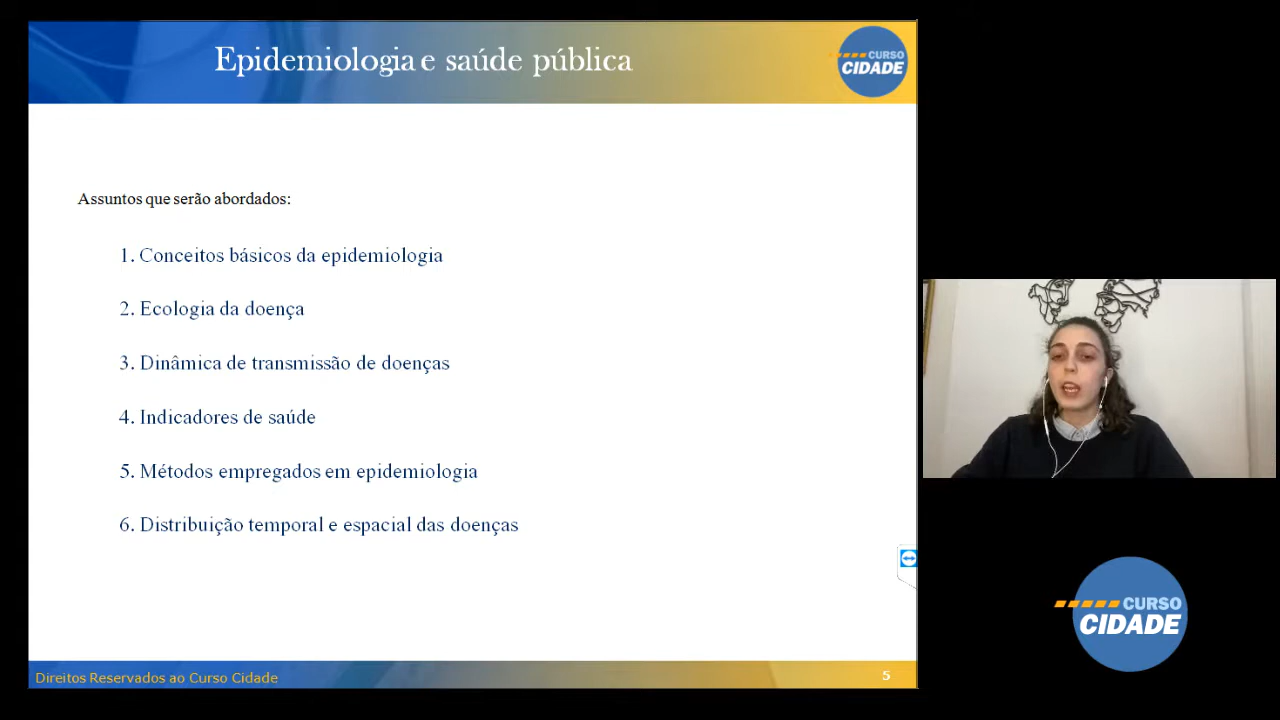 Epidemiologia e saúde pública
CURSO
CIDADE
Assuntos que serão abordados:
1. Conceitos básicos da epidemiologia
2. Ecologia da doença
3. Dinâmica de transmissão de doenças
4. Indicadores de saúde
5. Métodos empregados em epidemiologia
6. Distribuição temporal e espacial das doenças
CURSO
CIDADE
Direitos Reservados ao Curso Cidade
5